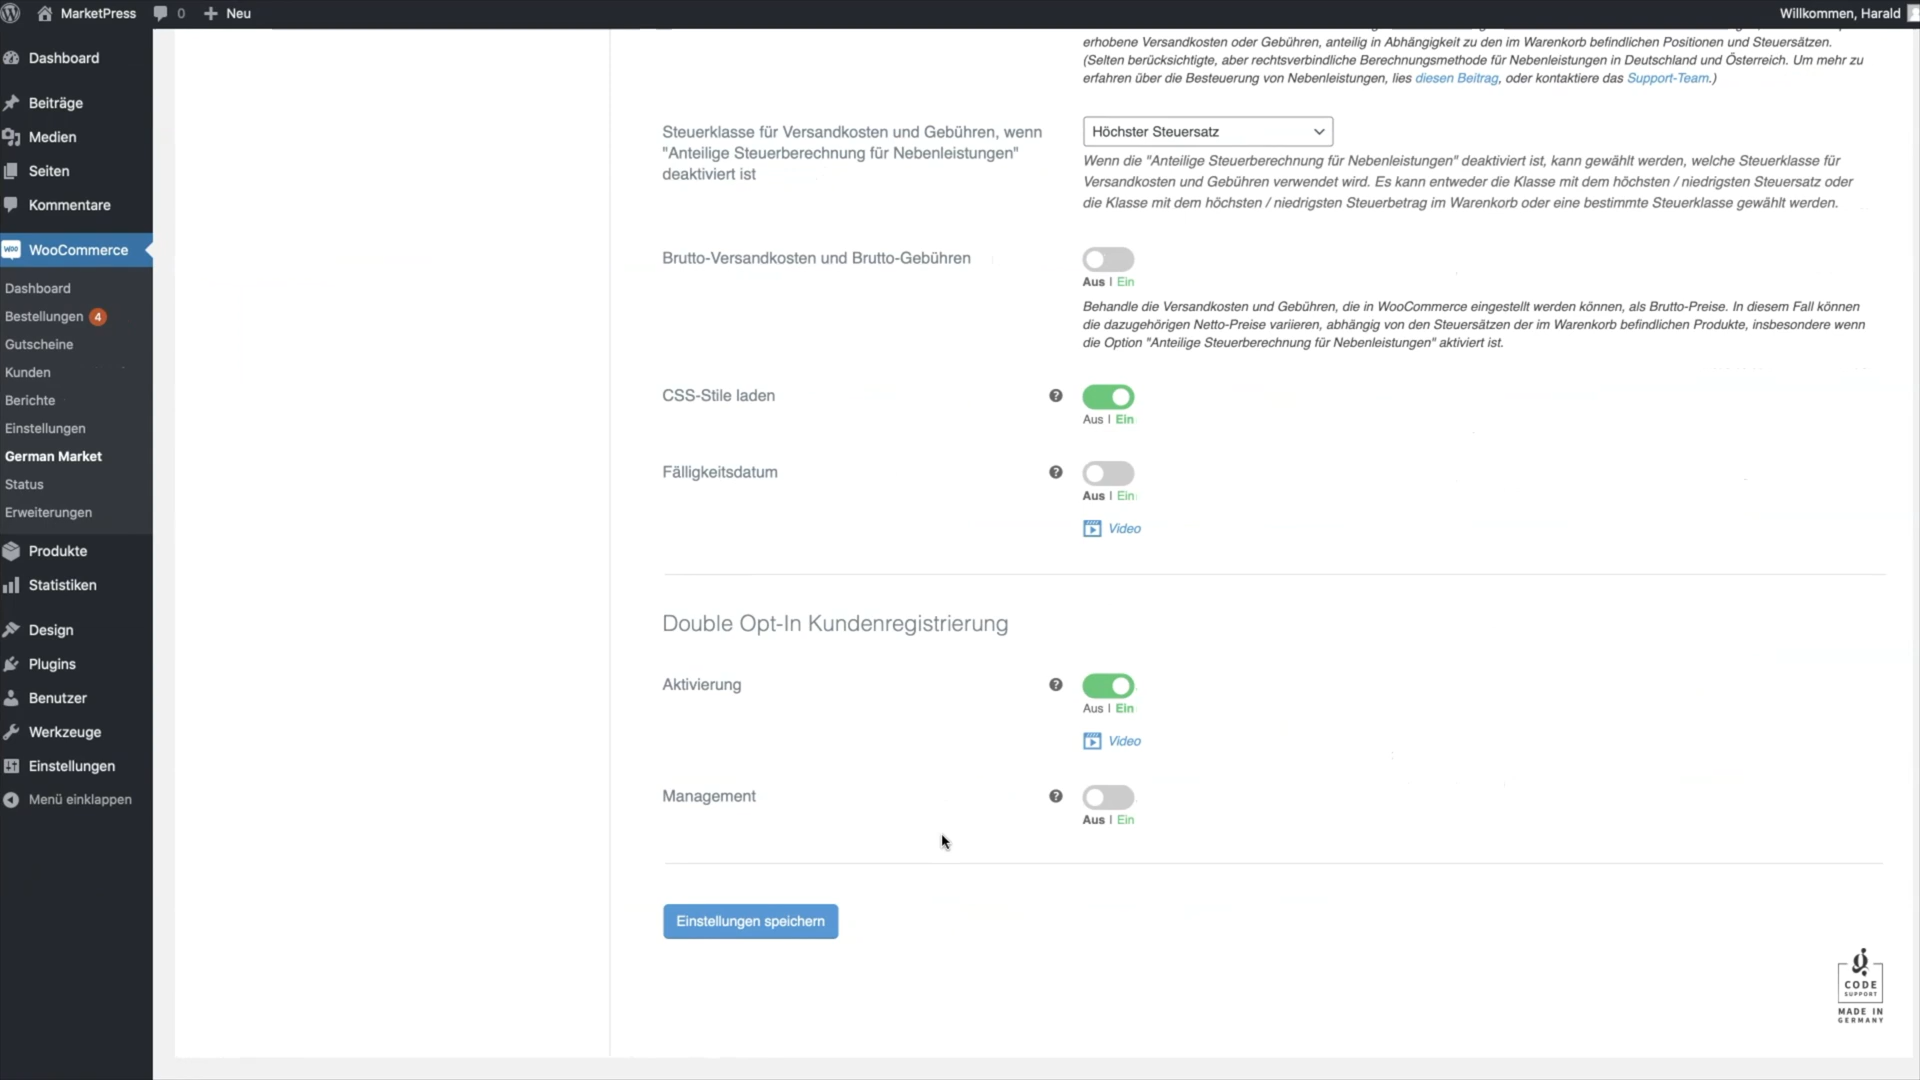 MarketPress
0
Neu
Willkommen, Harald
Dashboard
Beiträge
Medien
Seiten
Kommentare
WooCommerce
Dashboard
Bestellungen 4
Gutscheine
Kunden
Berichte
Einstellungen
German Market
Status
Erweiterungen
Produkte
Statistiken
Design
Plugins
Benutzer
Werkzeuge
Einstellungen
Menü einklappen
erhobene Versandkosten oder Gebühren, anteilig in Abhängigkeit zu den im Warenkorb befindlichen Positionen und Steuersätzen.
(Selten berücksichtigte, aber rechtsverbindliche Berechnungsmethode für Nebenleistungen in Deutschland und Österreich. Um mehr zu
erfahren über die Besteuerung von Nebenleistungen, lies diesen Beitrag, oder kontaktiere das Support-Team.)
Steuerklasse für Versandkosten und Gebühren, wenn
"Anteilige Steuerberechnung für Nebenleistungen"
deaktiviert ist
Höchster Steuersatz
Wenn die "Anteilige Steuerberechnung für Nebenleistungen" deaktiviert ist, kann gewählt werden, welche Steuerklasse für
Versandkosten und Gebühren verwendet wird. Es kann entweder die Klasse mit dem höchsten / niedrigsten Steuersatz oder
die Klasse mit dem höchsten / niedrigsten Steuerbetrag im Warenkorb oder eine bestimmte Steuerklasse gewählt werden.
Brutto-Versandkosten und Brutto-Gebühren
Aus | Ein
Behandle die Versandkosten und Gebühren, die in WooCommerce eingestellt werden können, als Brutto-Preise. In diesem Fall können
die dazugehörigen Netto-Preise variieren, abhängig von den Steuersätzen der im Warenkorb befindlichen Produkte, insbesondere wenn
die Option "Anteilige Steuerberechnung für Nebenleistungen" aktiviert ist.
CSS-Stile laden
Aus | Ein
Fälligkeitsdatum
Aus | Ein
Video
Double Opt-In Kundenregistrierung
Aktivierung
Aus | Ein
Video
Management
Aus | Ein
Einstellungen speichern
CODE
SUPPORT
MADE IN
GERMANY